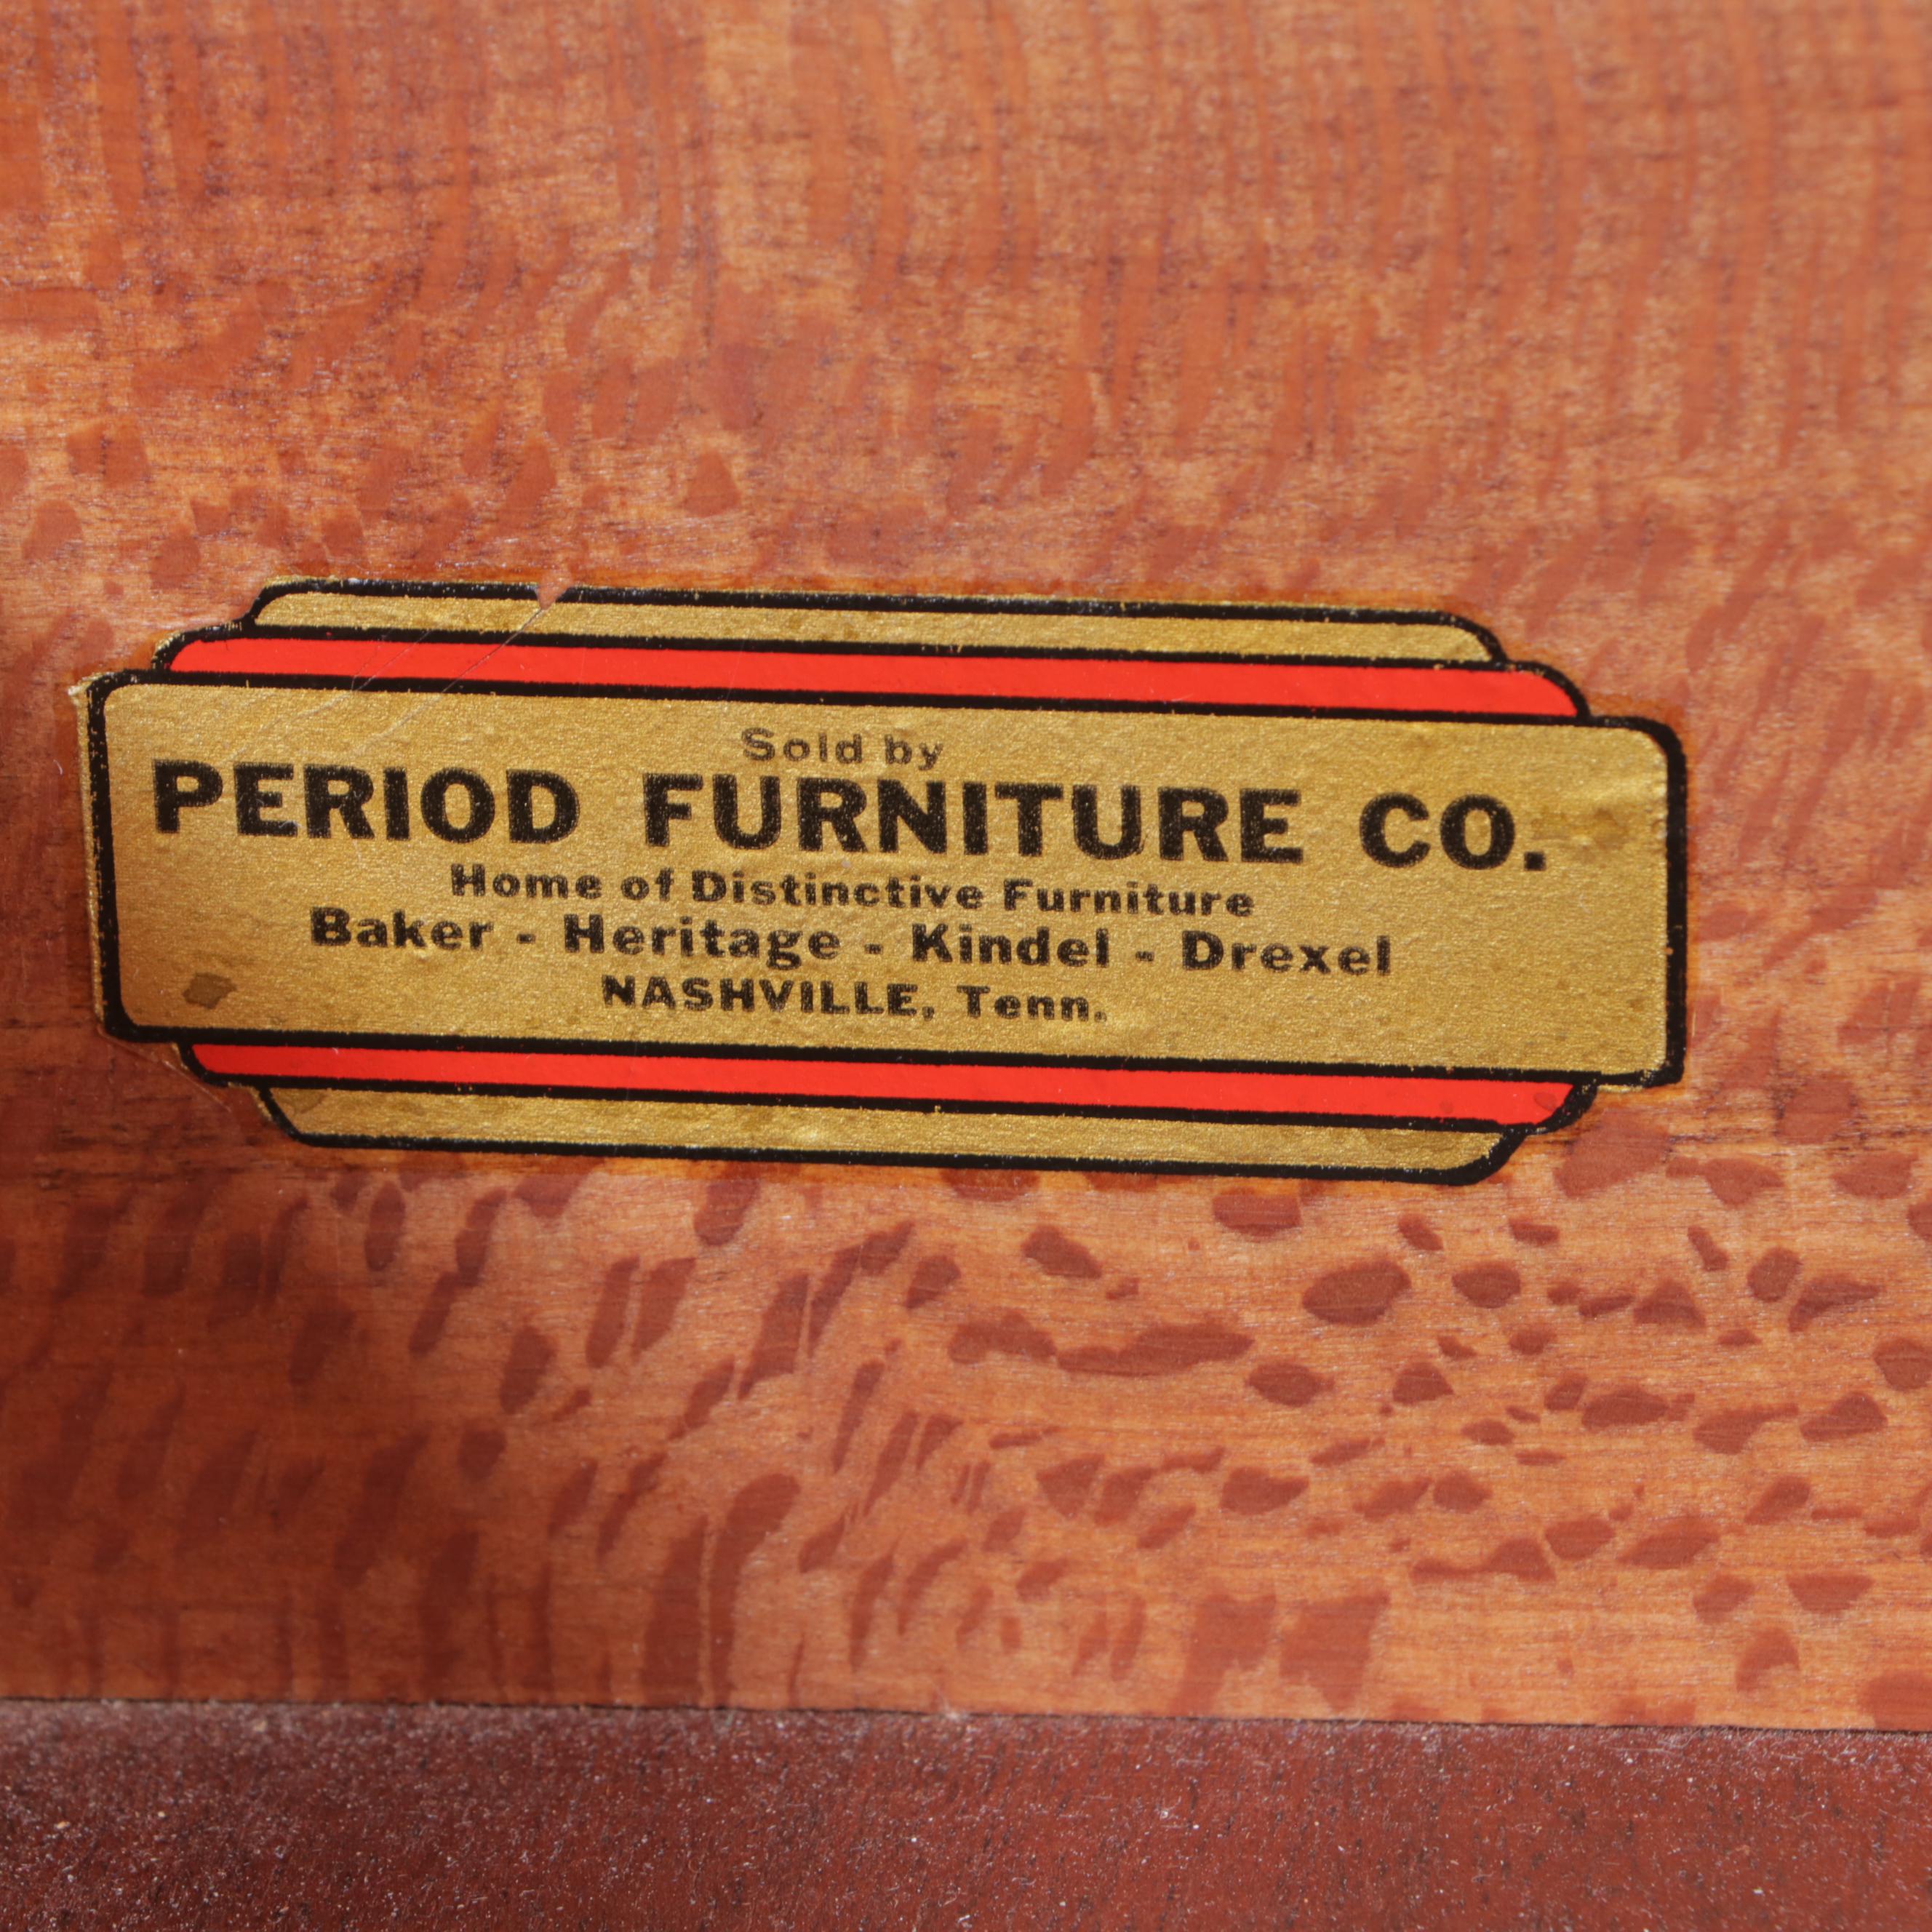 Sold by
PERIOD FURNITURE CO.
Home of Distinctive Furniture
Baker - Heritage - Kindel - Drexel
NASHVILLE, Tenn.